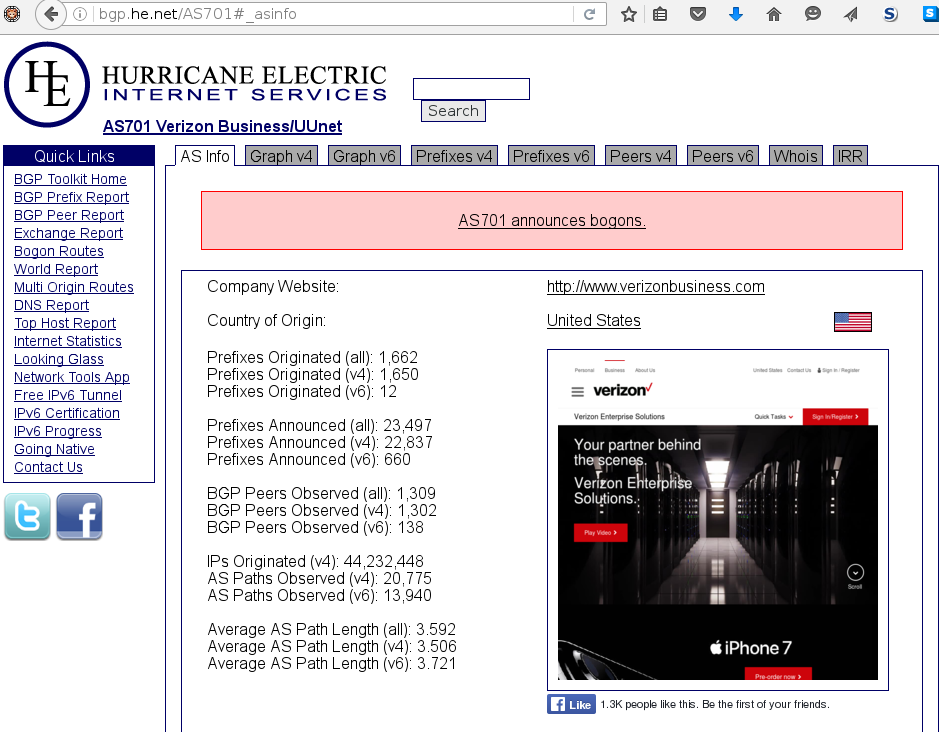 bgp.he.net/AS701#_asinfo
HE
HURRICANE ELECTRIC
INTERNET SERVICES
Search
AS701 Verizon Business/UUnet
Quick Links
BGP Toolkit Home
BGP Prefix Report
BGP Peer Report
Exchange Report
Bogon Routes
World Report
Multi Origin Routes
DNS Report
Top Host Report
Internet Statistics
Looking Glass
Network Tools App
Free IPv6 Tunnel
IPv6 Certification
IPv6 Progress
Going Native
Contact Us
AS Info Graph v4 Graph v6 Prefixes v4 Prefixes v6 Peers v4 Peers v6 Whois IRR
AS701 announces bogons.
Company Website: http://www.verizonbusiness.com
Country of Origin: United States
Prefixes Originated (all): 1,662
Prefixes Originated (v4): 1,650
Prefixes Originated (v6): 12
Prefixes Announced (all): 23,497
Prefixes Announced (v4): 22,837
Prefixes Announced (v6): 660
BGP Peers Observed (all): 1,309
BGP Peers Observed (v4): 1,302
BGP Peers Observed (v6): 138
IPs Originated (v4): 44,232,448
AS Paths Observed (v4): 20,775
AS Paths Observed (v6): 13,940
Average AS Path Length (all): 3.592
Average AS Path Length (v4): 3.506
Average AS Path Length (v6): 3.721
Personal Business About Us United States Contact Us Sign In / Register
verizon
Verizon Enterprise Solutions Quick Tasks Sign In/Register
Your partner behind
the scenes.
Verizon Enterprise
Solutions.
Play Video
Scroll
iPhone 7
Pre-order now
Like 1.3K people like this. Be the first of your friends.